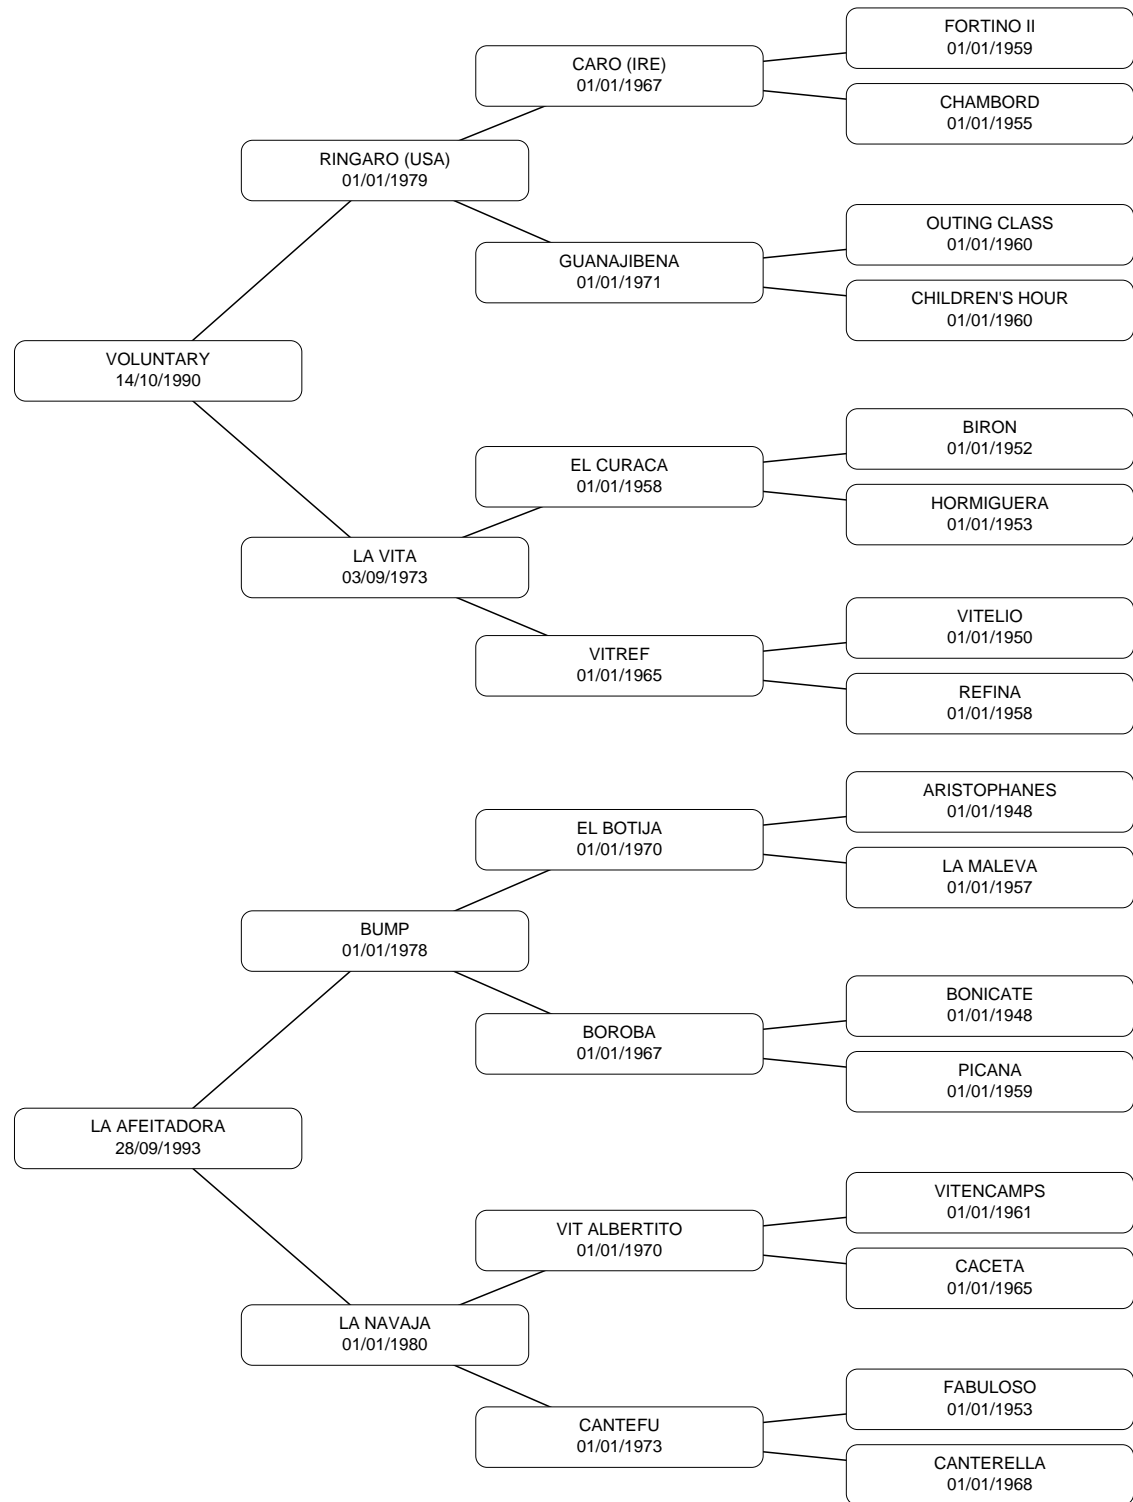 FORTINO II
01/01/1959
CARO (IRE)
01/01/1967
CHAMBORD
01/01/1955
RINGARO (USA)
01/01/1979
OUTING CLASS
01/01/1960
GUANAJIBENA
01/01/1971
CHILDREN'S HOUR
01/01/1960
VOLUNTARY
14/10/1990
BIRON
01/01/1952
EL CURACA
01/01/1958
HORMIGUERA
01/01/1953
LA VITA
03/09/1973
VITELIO
01/01/1950
VITREF
01/01/1965
REFINA
01/01/1958
ARISTOPHANES
01/01/1948
EL BOTIJA
01/01/1970
LA MALEVA
01/01/1957
BUMP
01/01/1978
BONICATE
01/01/1948
BOROBA
01/01/1967
PICANA
01/01/1959
LA AFEITADORA
28/09/1993
VITENCAMPS
01/01/1961
VIT ALBERTITO
01/01/1970
CACETA
01/01/1965
LA NAVAJA
01/01/1980
FABULOSO
01/01/1953
CANTEFU
01/01/1973
CANTERELLA
01/01/1968